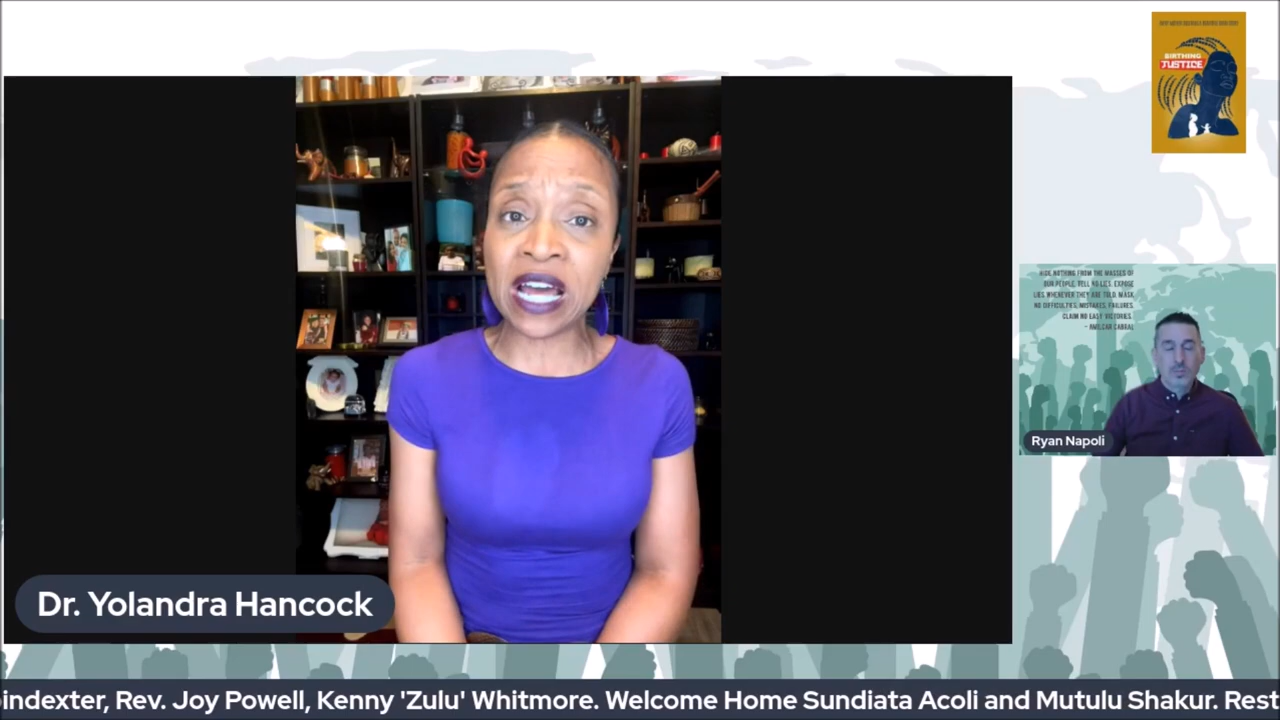 BIRTHING
JUSTICE
HIDE NOTHING FROM THE MASSES OF
OUR PEOPLE. TELL NO LIES. EXPOSE
LIES WHENEVER THEY ARE TOLD. MASK
NO DIFFICULTIES, MISTAKES, FAILURES.
CLAIM NO EASY VICTORIES.
- AMILCAR CABRAL
Ryan Napoli
Dr. Yolandra Hancock
oindexter, Rev. Joy Powell, Kenny 'Zulu' Whitmore. Welcome Home Sundiata Acoli and Mutulu Shakur. Rest